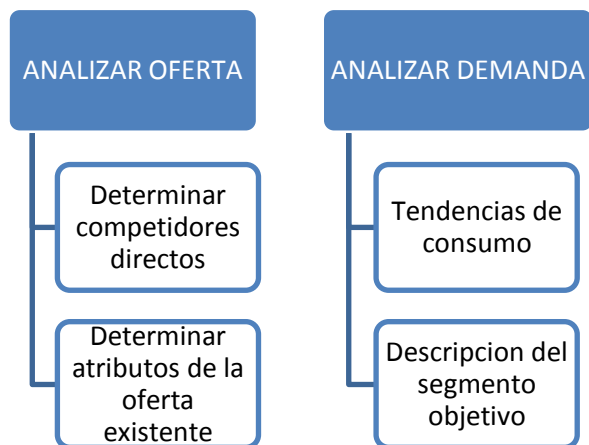 ANALIZAR OFERTA
Determinar
competidores
directos
Determinar
atributos de la
oferta
existente
ANALIZAR DEMANDA
Tendencias de
consumo
Descripcion del
segmento
objetivo